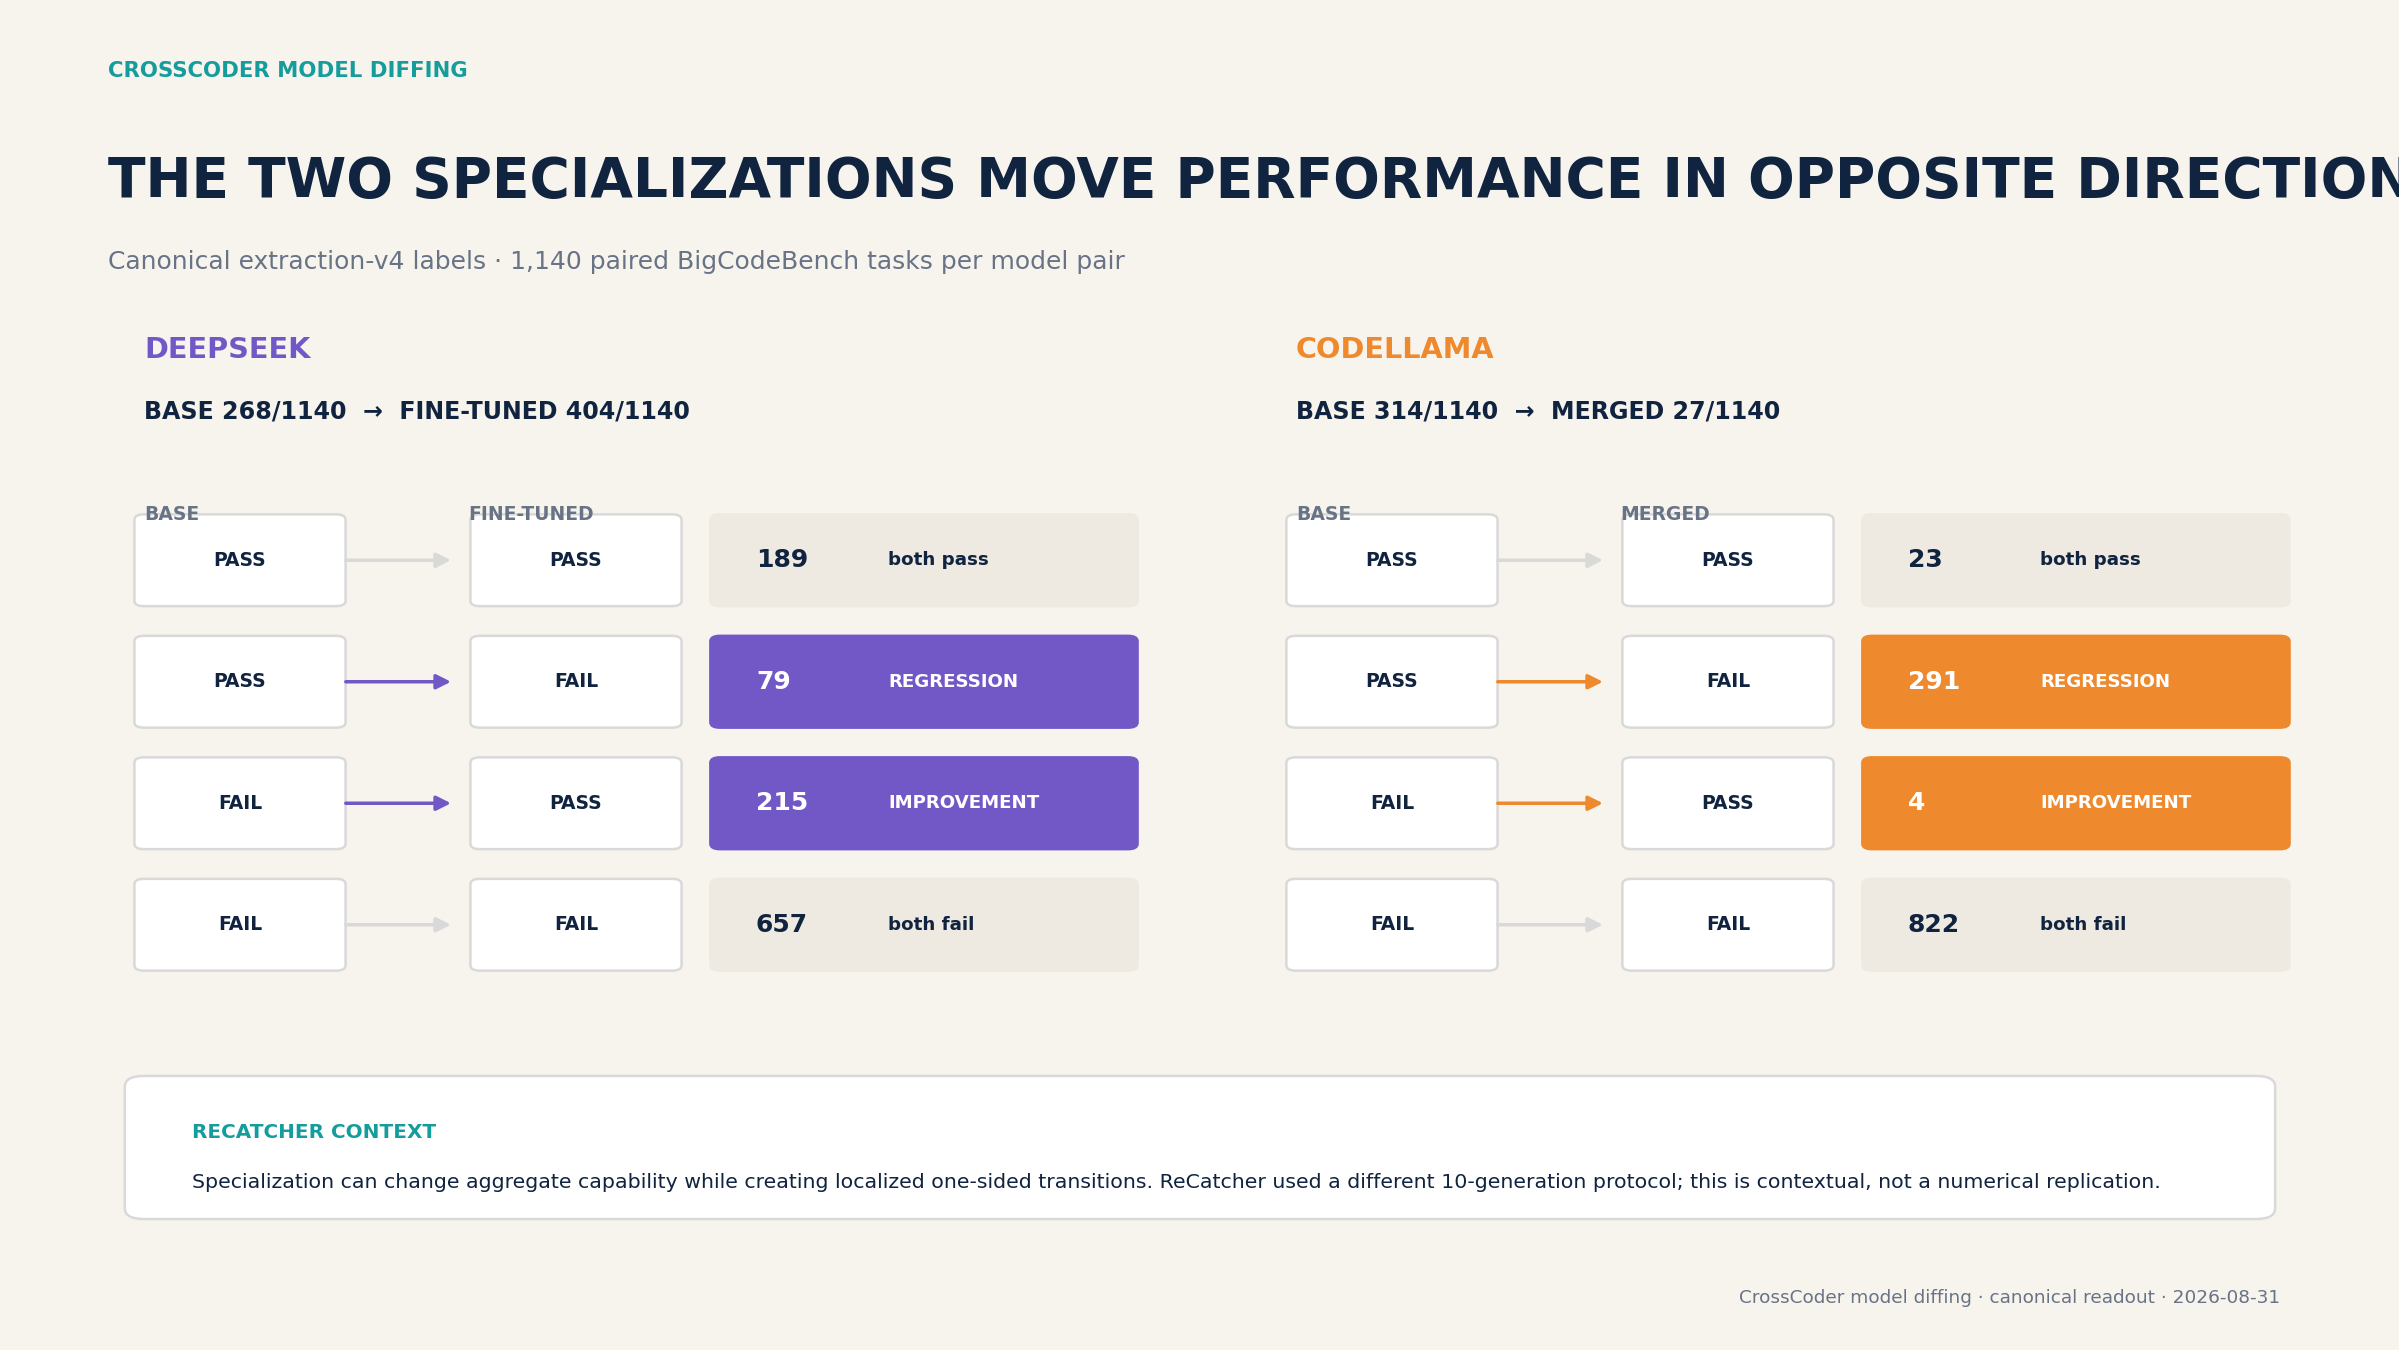 CROSSCODER MODEL DIFFING
THE TWO SPECIALIZATIONS MOVE PERFORMANCE IN OPPOSITE DIRECTION
Canonical extraction-v4 labels · 1,140 paired BigCodeBench tasks per model pair
DEEPSEEK
BASE 268/1140 → FINE-TUNED 404/1140
BASE FINE-TUNED
PASS PASS 189 both pass
PASS FAIL 79 REGRESSION
FAIL PASS 215 IMPROVEMENT
FAIL FAIL 657 both fail
CODELLAMA
BASE 314/1140 → MERGED 27/1140
BASE MERGED
PASS PASS 23 both pass
PASS FAIL 291 REGRESSION
FAIL PASS 4 IMPROVEMENT
FAIL FAIL 822 both fail
RECATCHER CONTEXT
Specialization can change aggregate capability while creating localized one-sided transitions. ReCatcher used a different 10-generation protocol; this is contextual, not a numerical replication.
CrossCoder model diffing · canonical readout · 2026-08-31